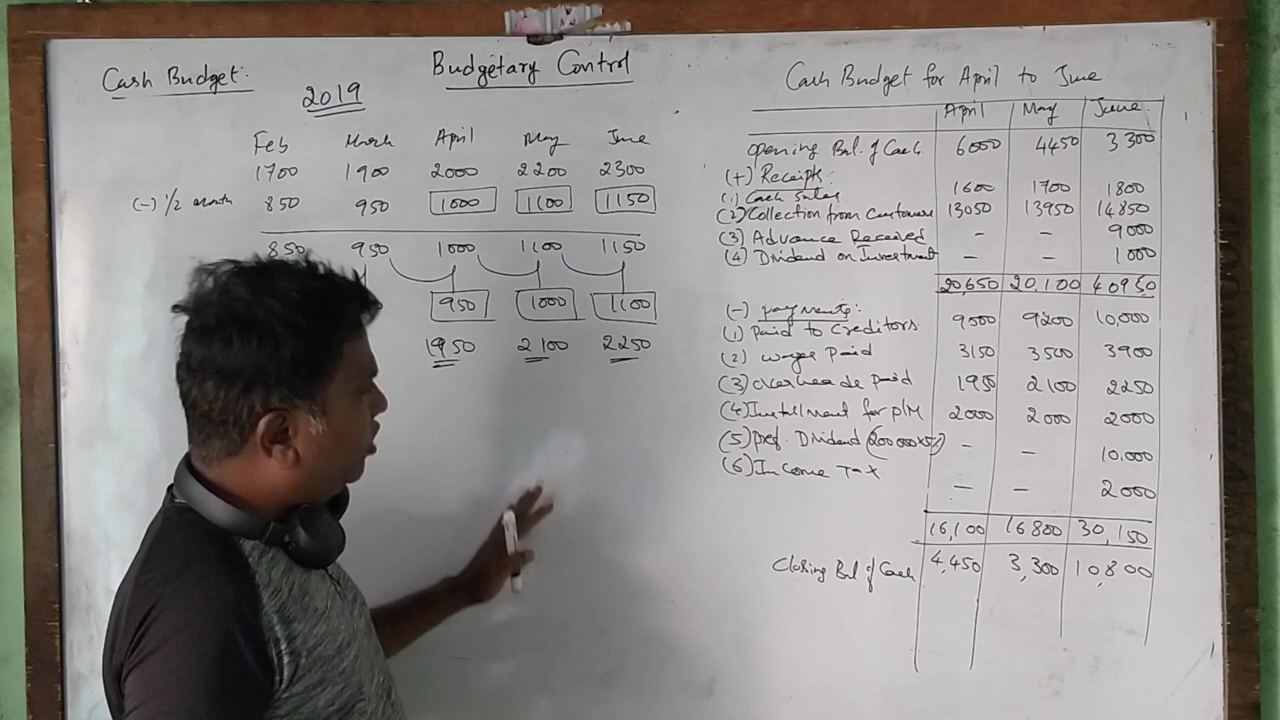 Cash Budget:
Budgetary Control
2019
Feb March April May June
1700 1900 2000 2200 2300
(-) 1/2 month 850 950 1000 1100 1150
850 950 1000 1100 1150
950 1000 1100
1950 2100 2250
Cash Budget for April to June
April May June
Opening Bal. of Cash 6000 4450 3300
(+) Receipts:
(1) Cash Sales 1600 1700 1800
(2) Collection from Customers 13050 13950 14850
(3) Advance Received - - 9000
(4) Dividend on Investment - - 1000
20,650 20,100 40950
(-) payments:
(1) Paid to Creditors 9000 9200 10,000
(2) wages Paid 3150 3500 3900
(3) overheads paid 1950 2100 2250
(4) Installment for P/M 2000 2000 2000
(5) Pref. Dividend (200000x5%) - - 10,000
(6) Income Tax - - 2000
16,100 16800 30,150
Closing Bal of Cash 4,450 3,300 10,800